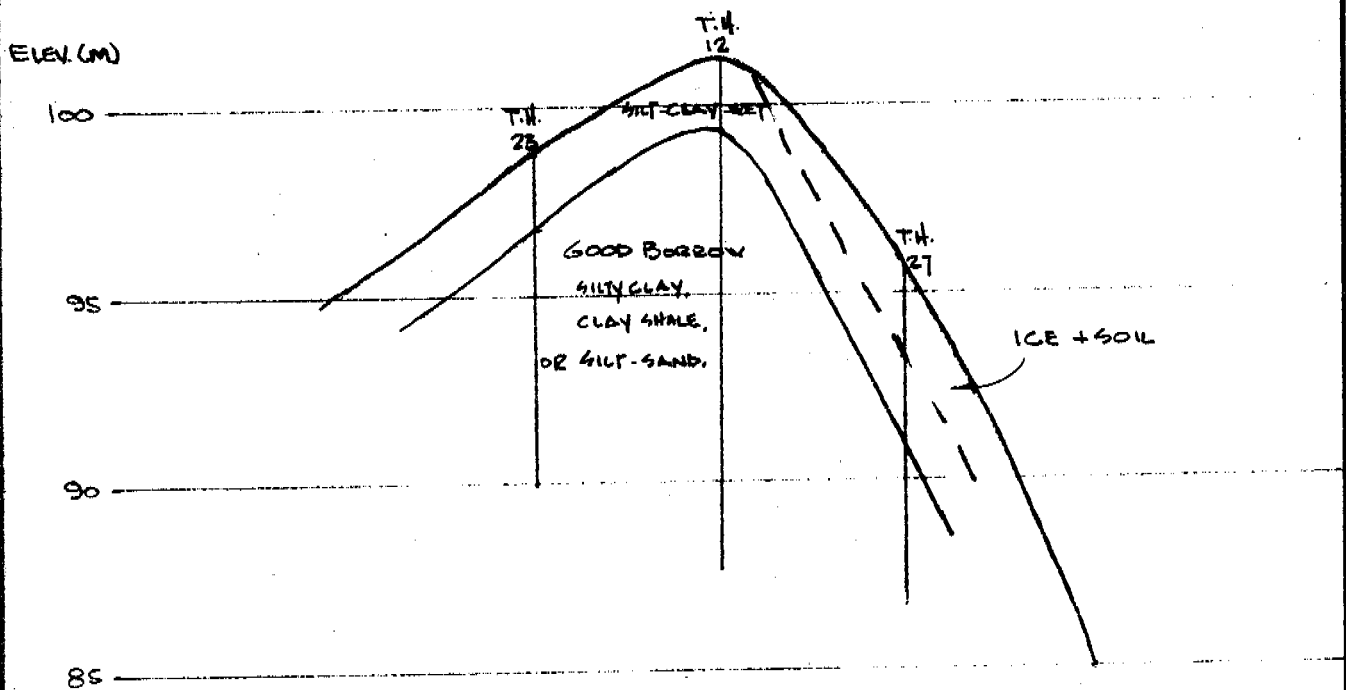 ELEV. (M)
T.H.
12
100
T.H.
23
SILT-CLAY-WET
T.H.
27
GOOD BORROW
95
SILTY CLAY,
CLAY SHALE,
OR SILT-SAND.
ICE + SOIL
90
85